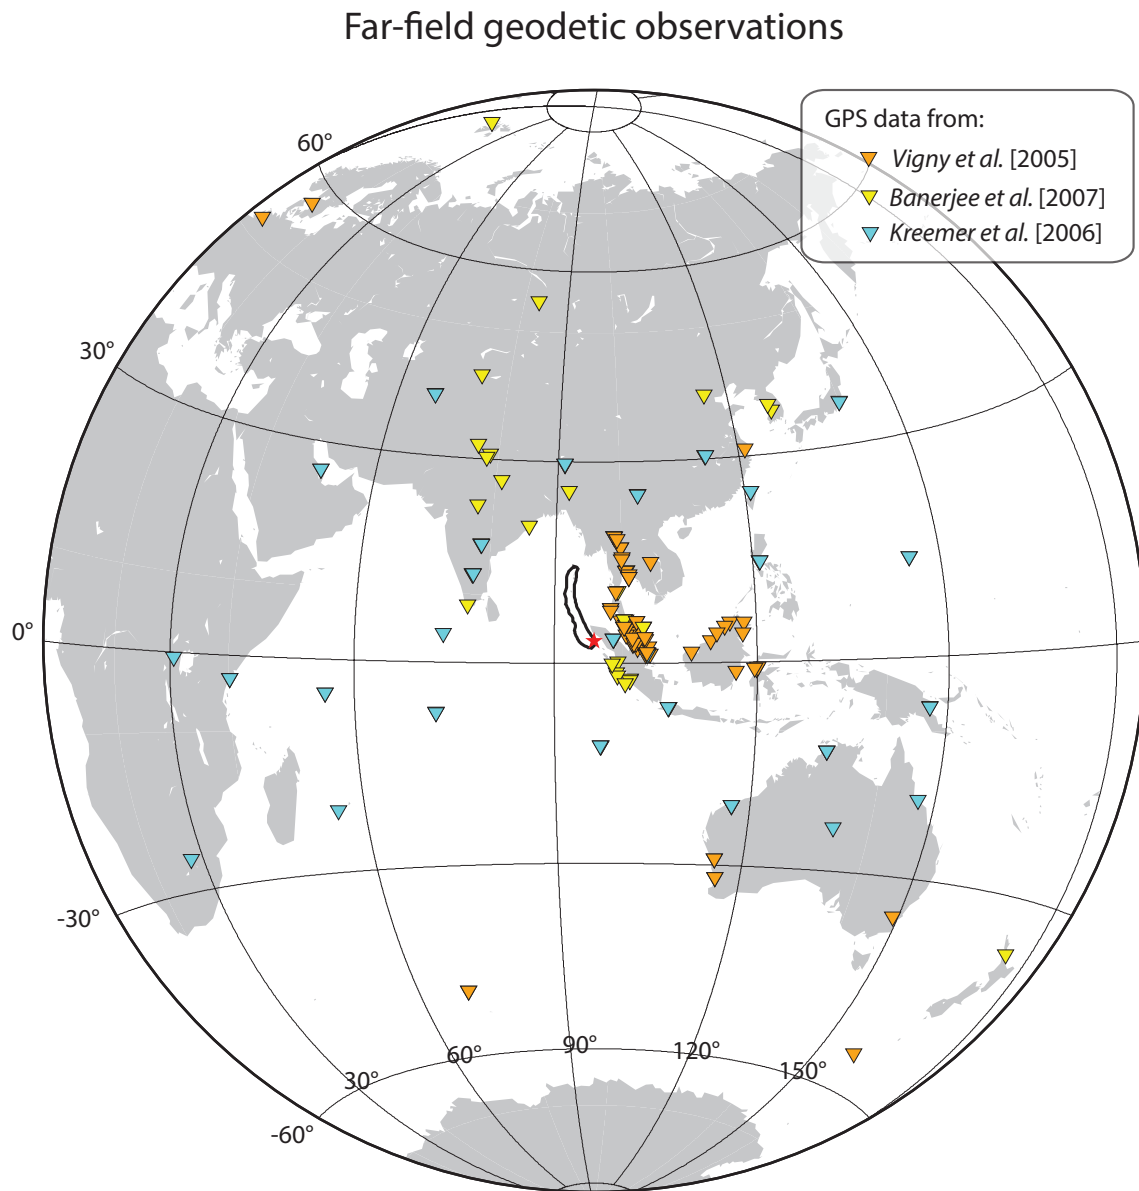 Far-field geodetic observations
GPS data from:
Vigny et al. [2005]
Banerjee et al. [2007]
Kreemer et al. [2006]
60°
30°
0°
-30°
-60°
30°
60°
90°
120°
150°